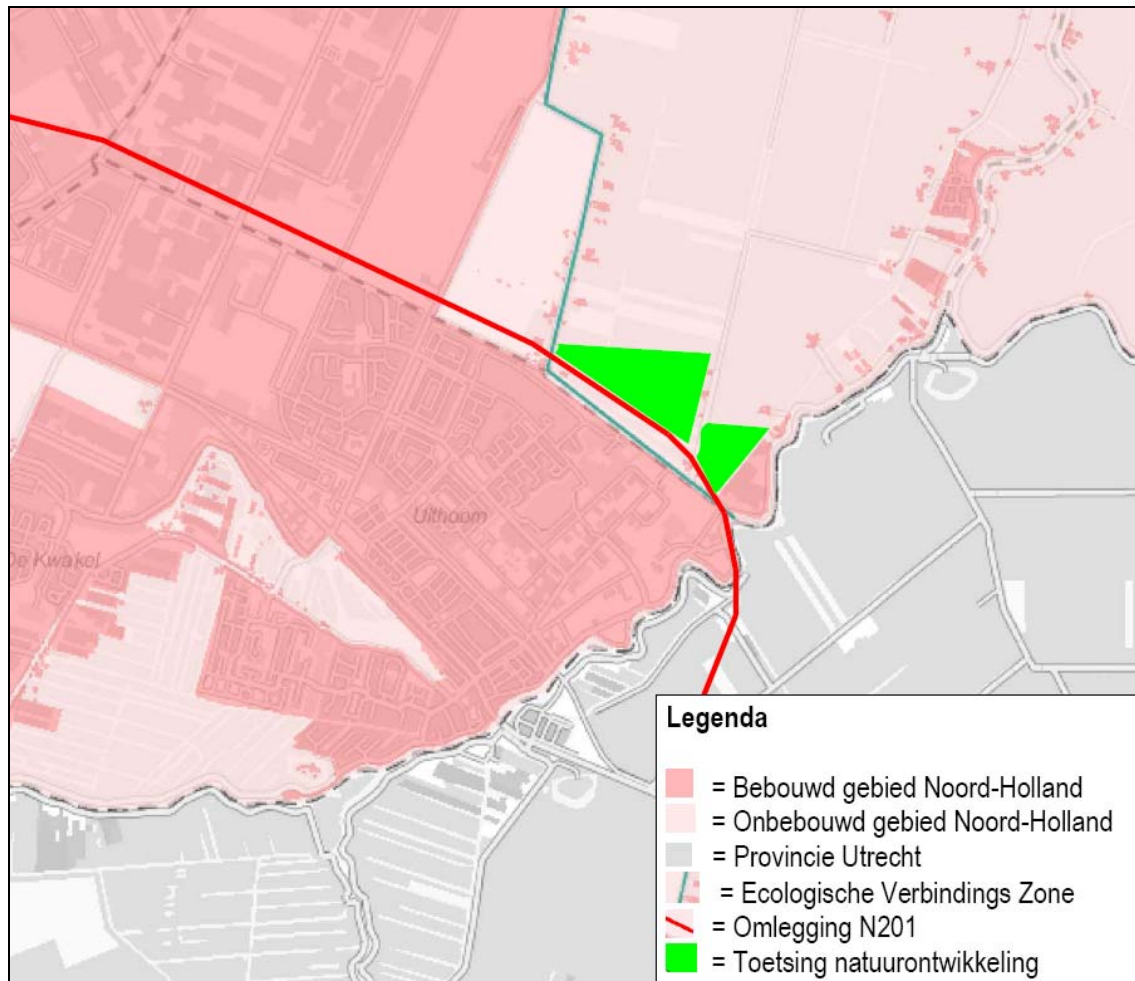 Uithoorn
De Kwakel
Legenda
= Bebouwd gebied Noord-Holland
= Onbebouwd gebied Noord-Holland
= Provincie Utrecht
= Ecologische Verbindings Zone
= Omlegging N201
= Toetsing natuurontwikkeling